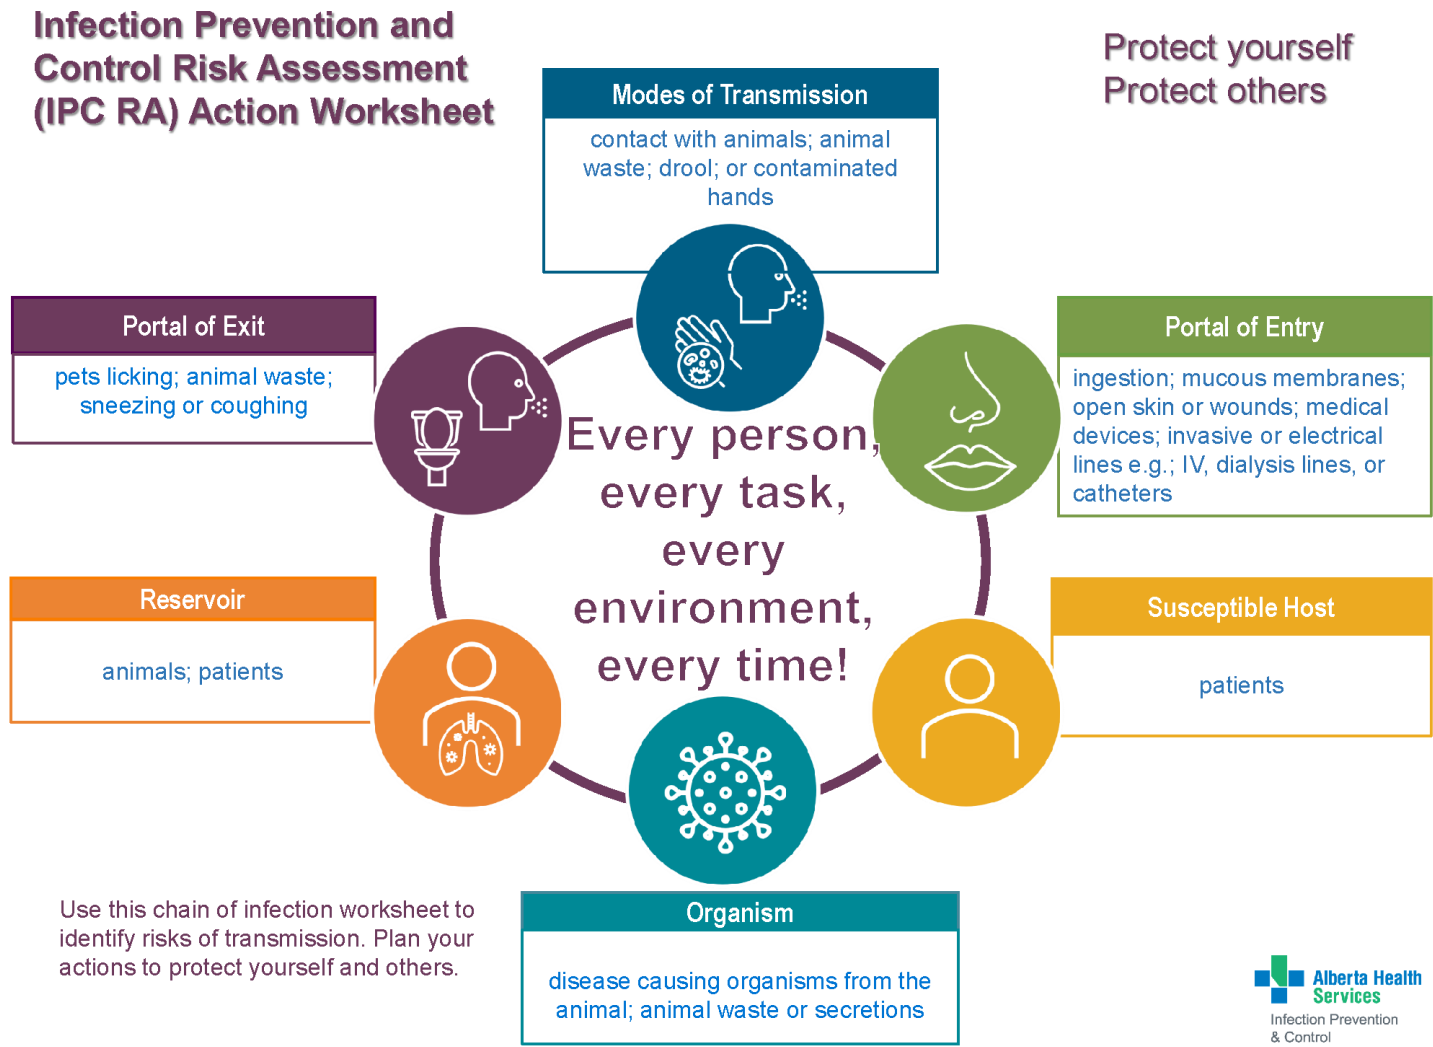 Infection Prevention and
Control Risk Assessment
(IPC RA) Action Worksheet
Protect yourself
Protect others
Modes of Transmission
contact with animals; animal
waste; drool; or contaminated
hands
Portal of Exit
pets licking; animal waste;
sneezing or coughing
Portal of Entry
ingestion; mucous membranes;
open skin or wounds; medical
devices; invasive or electrical
lines e.g.; IV, dialysis lines, or
catheters
Every person,
every task,
every
environment,
every time!
Reservoir
animals; patients
Susceptible Host
patients
Organism
disease causing organisms from the
animal; animal waste or secretions
Use this chain of infection worksheet to
identify risks of transmission. Plan your
actions to protect yourself and others.
Alberta Health
Services
Infection Prevention
& Control